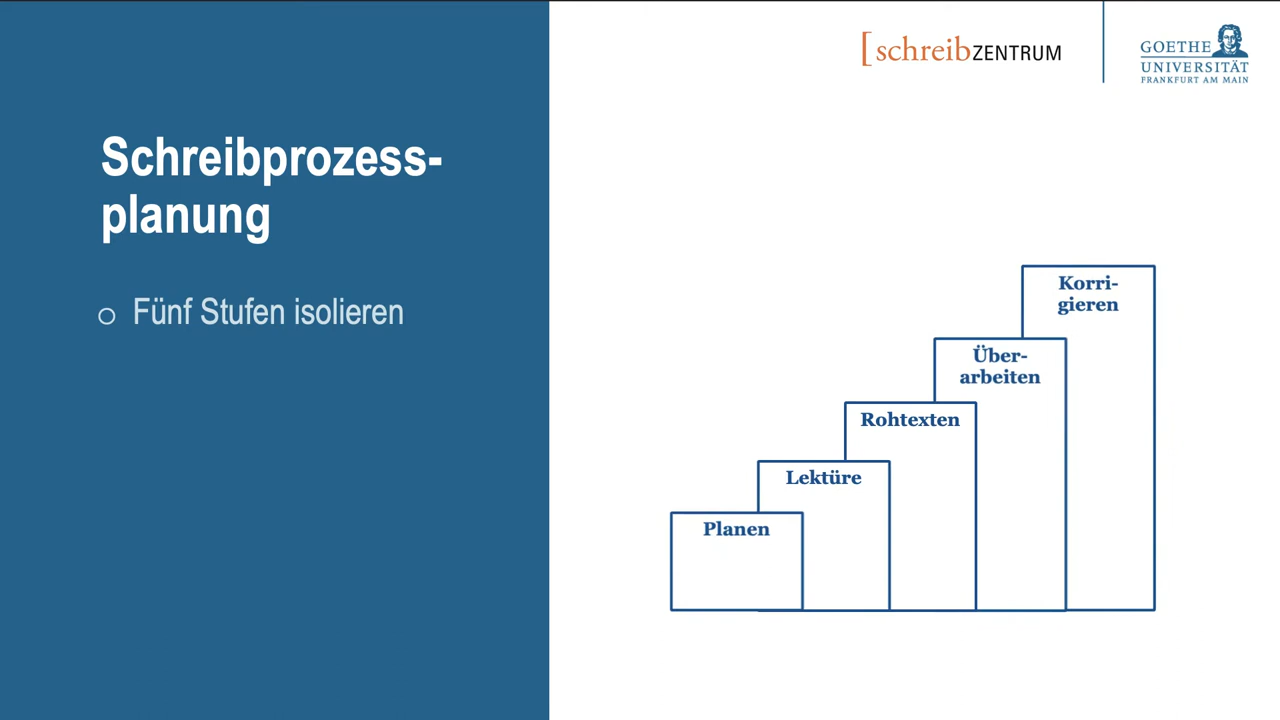 [schreibZENTRUM
GOETHE
UNIVERSITÄT
FRANKFURT AM MAIN
Schreibprozess-
planung
Fünf Stufen isolieren
Korri-
gieren
Über-
arbeiten
Rohtexten
Lektüre
Planen